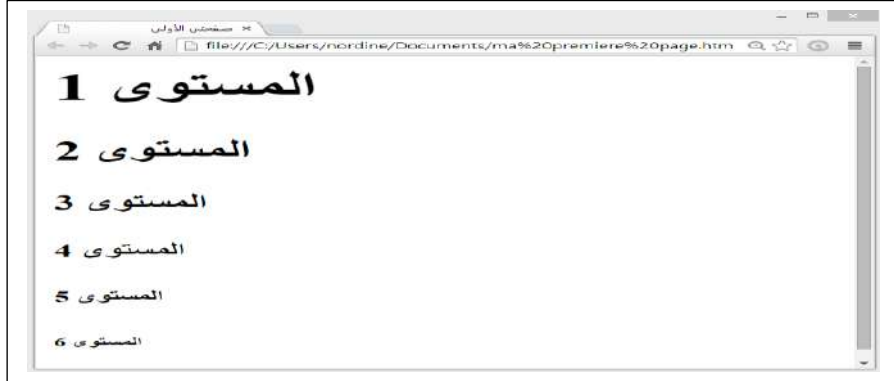 صفحتي الأولى
file:///C:/Users/nordine/Documents/ma%20premiere%20page.htm
المستوى 1
المستوى 2
المستوى 3
المستوى 4
المستوى 5
المستوى 6